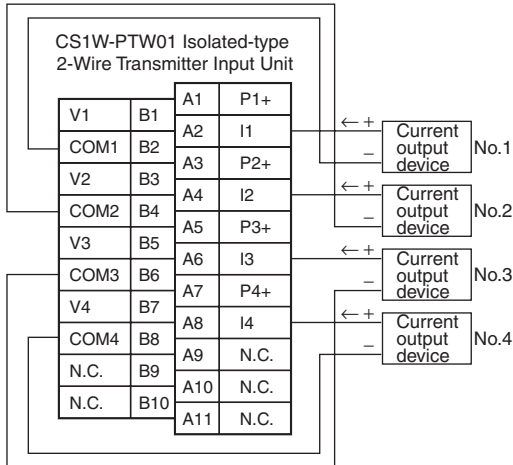 CS1W-PTW01 Isolated-type
2-Wire Transmitter Input Unit
A1 P1+
V1 B1
A2 I1
COM1 B2
A3 P2+
V2 B3
A4 I2
COM2 B4
A5 P3+
V3 B5
A6 I3
COM3 B6
A7 P4+
V4 B7
A8 I4
COM4 B8
A9 N.C.
N.C. B9
A10 N.C.
N.C. B10
A11 N.C.
← +
−
Current
output
device
No.1
← +
−
Current
output
device
No.2
← +
−
Current
output
device
No.3
← +
−
Current
output
device
No.4